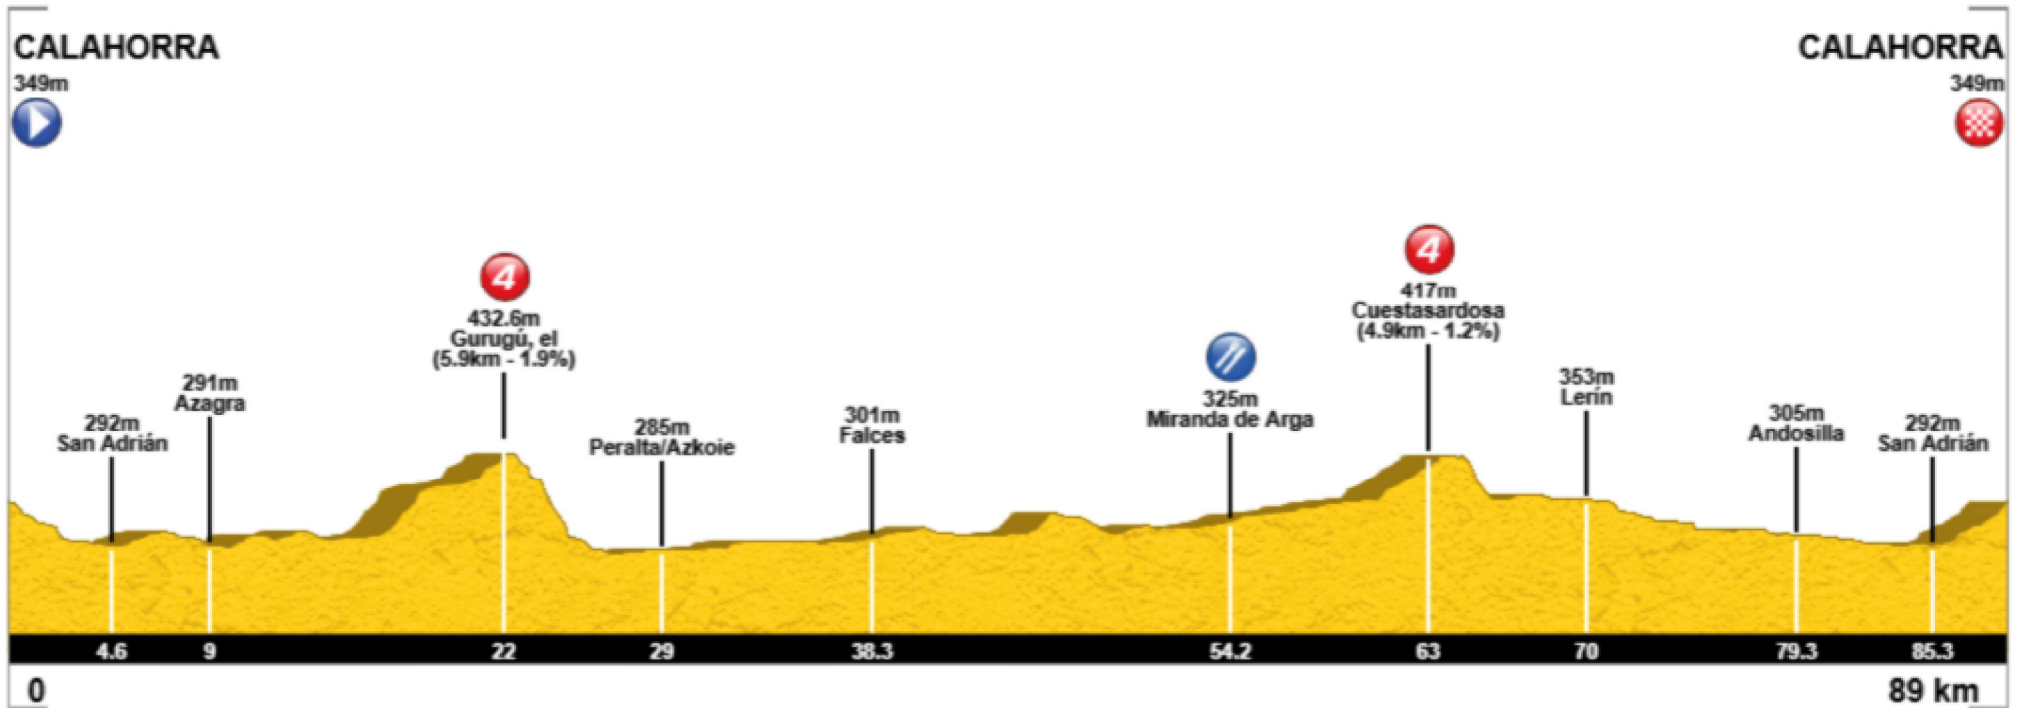 CALAHORRA
349m
CALAHORRA
349m
4
432.6m
Gurugú, el
(5.9km - 1.9%)
4
417m
Cuestasardosa
(4.9km - 1.2%)
292m
San Adrián
291m
Azagra
285m
Peralta/Azkoie
301m
Falces
325m
Miranda de Arga
353m
Lerín
305m
Andosilla
292m
San Adrián
4.6 9 22 29 38.3 54.2 63 70 79.3 85.3
0 89 km